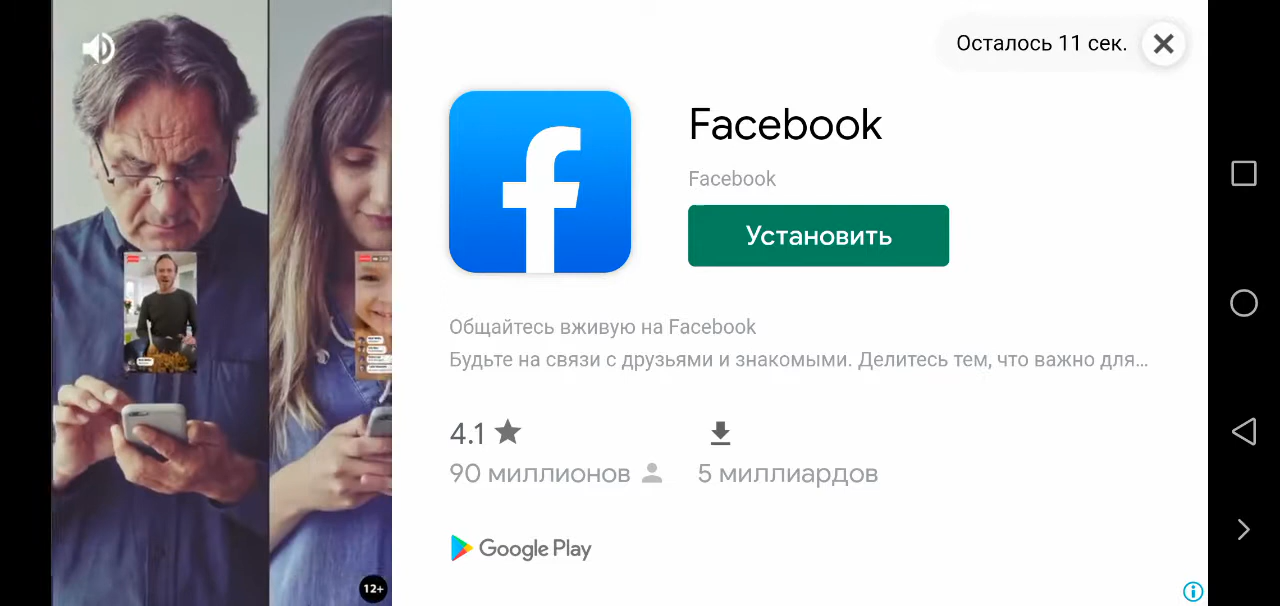 Осталось 11 сек.
Facebook
Facebook
Установить
Общайтесь вживую на Facebook
Будьте на связи с друзьями и знакомыми. Делитесь тем, что важно для...
4.1
90 миллионов
5 миллиардов
Google Play
12+